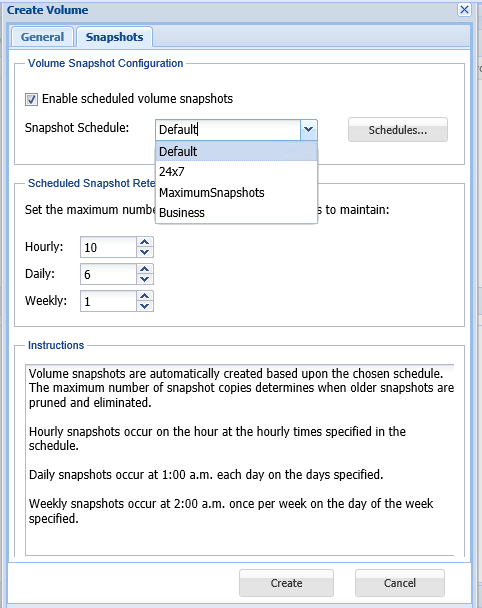 Create Volume
General
Snapshots
Volume Snapshot Configuration
Enable scheduled volume snapshots
Snapshot Schedule:
Default
Schedules...
Default
24x7
MaximumSnapshots
Business
Scheduled Snapshot Rete
Set the maximum numbe
s to maintain:
Hourly: 10
Daily: 6
Weekly: 1
Instructions
Volume snapshots are automatically created based upon the chosen schedule.
The maximum number of snapshot copies determines when older snapshots are
pruned and eliminated.
Hourly snapshots occur on the hour at the hourly times specified in the
schedule.
Daily snapshots occur at 1:00 a.m. each day on the days specified.
Weekly snapshots occur at 2:00 a.m. once per week on the day of the week
specified.
Create
Cancel